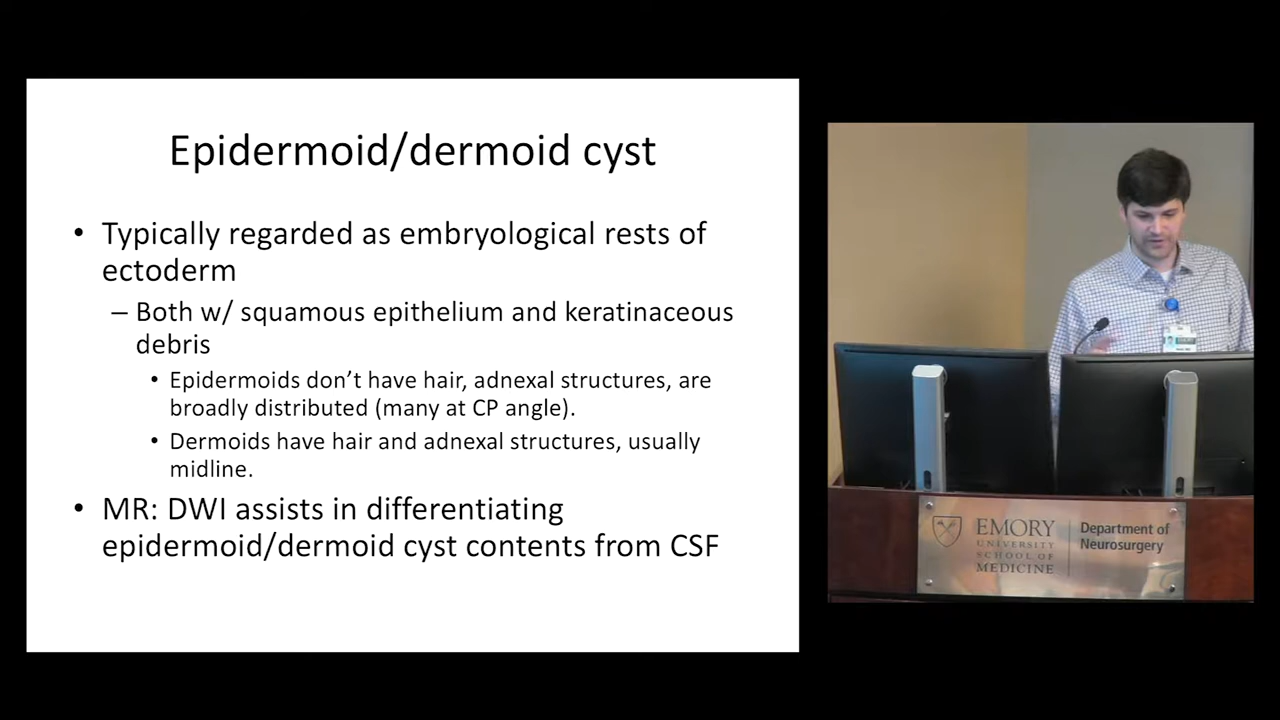 Epidermoid/dermoid cyst
• Typically regarded as embryological rests of
ectoderm
– Both w/ squamous epithelium and keratinaceous
debris
• Epidermoids don’t have hair, adnexal structures, are
broadly distributed (many at CP angle).
• Dermoids have hair and adnexal structures, usually
midline.
• MR: DWI assists in differentiating
epidermoid/dermoid cyst contents from CSF
EMORY
UNIVERSITY
SCHOOL OF
MEDICINE
Department of
Neurosurgery